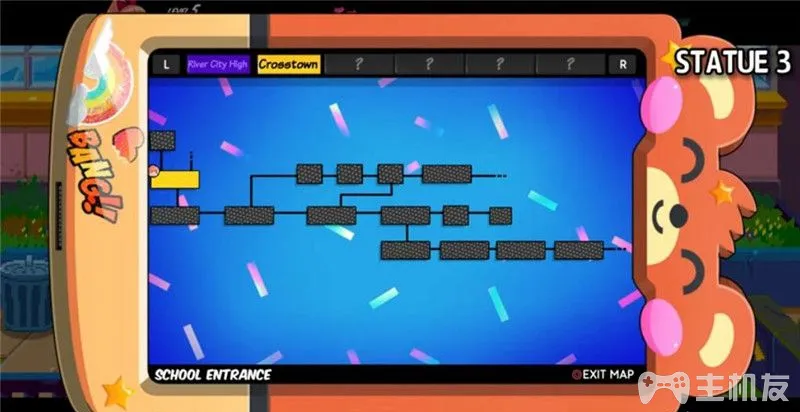 LEVEL 5
L
River City High
Crosstown
?
?
?
?
R
STATUE 3
BANG!
SCHOOL ENTRANCE
EXIT MAP
主机友